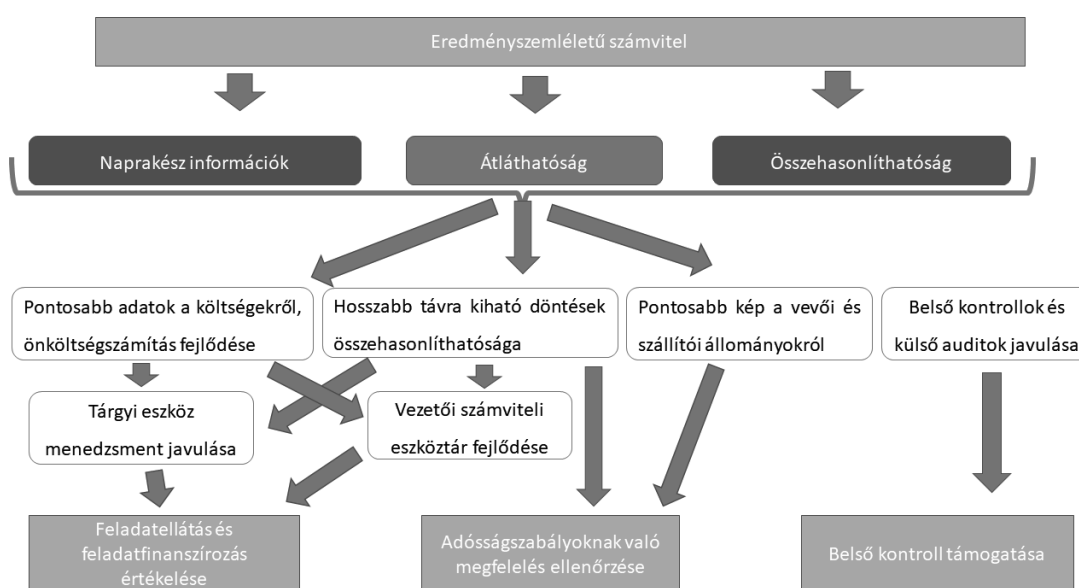 Eredményszemléletű számvitel
Naprakész információk
Átláthatóság
Összehasonlíthatóság
Pontosabb adatok a költségekről,
önköltségszámítás fejlődése
Hosszabb távra kiható döntések
összehasonlíthatósága
Pontosabb kép a vevői és
szállítói állományokról
Belső kontrollok és
külső auditok javulása
Tárgyi eszköz
menedzsment javulása
Vezetői számviteli
eszköztár fejlődése
Feladatellátás és
feladatfinanszírozás
értékelése
Adósságszabályoknak való
megfelelés ellenőrzése
Belső kontroll támogatása